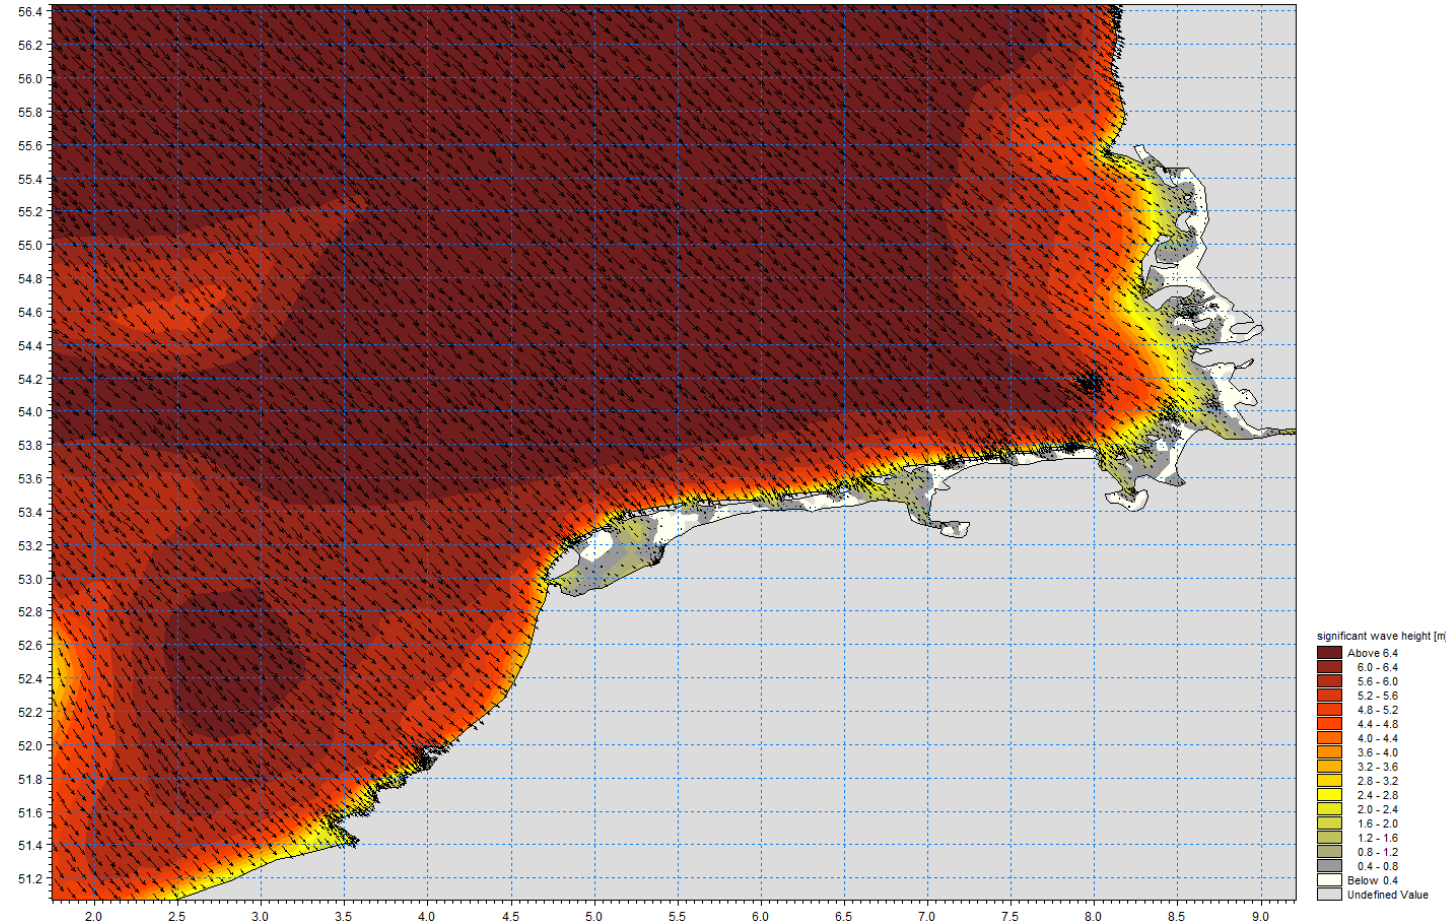 56.4
56.2
56.0
55.8
55.6
55.4
55.2
55.0
54.8
54.6
54.4
54.2
54.0
53.8
53.6
53.4
53.2
53.0
52.8
52.6
52.4
52.2
52.0
51.8
51.6
51.4
51.2
2.0 2.5 3.0 3.5 4.0 4.5 5.0 5.5 6.0 6.5 7.0 7.5 8.0 8.5 9.0
significant wave height [m]
Above 6.4
6.0 - 6.4
5.6 - 6.0
5.2 - 5.6
4.8 - 5.2
4.4 - 4.8
4.0 - 4.4
3.6 - 4.0
3.2 - 3.6
2.8 - 3.2
2.4 - 2.8
2.0 - 2.4
1.6 - 2.0
1.2 - 1.6
0.8 - 1.2
0.4 - 0.8
Below 0.4
Undefined Value